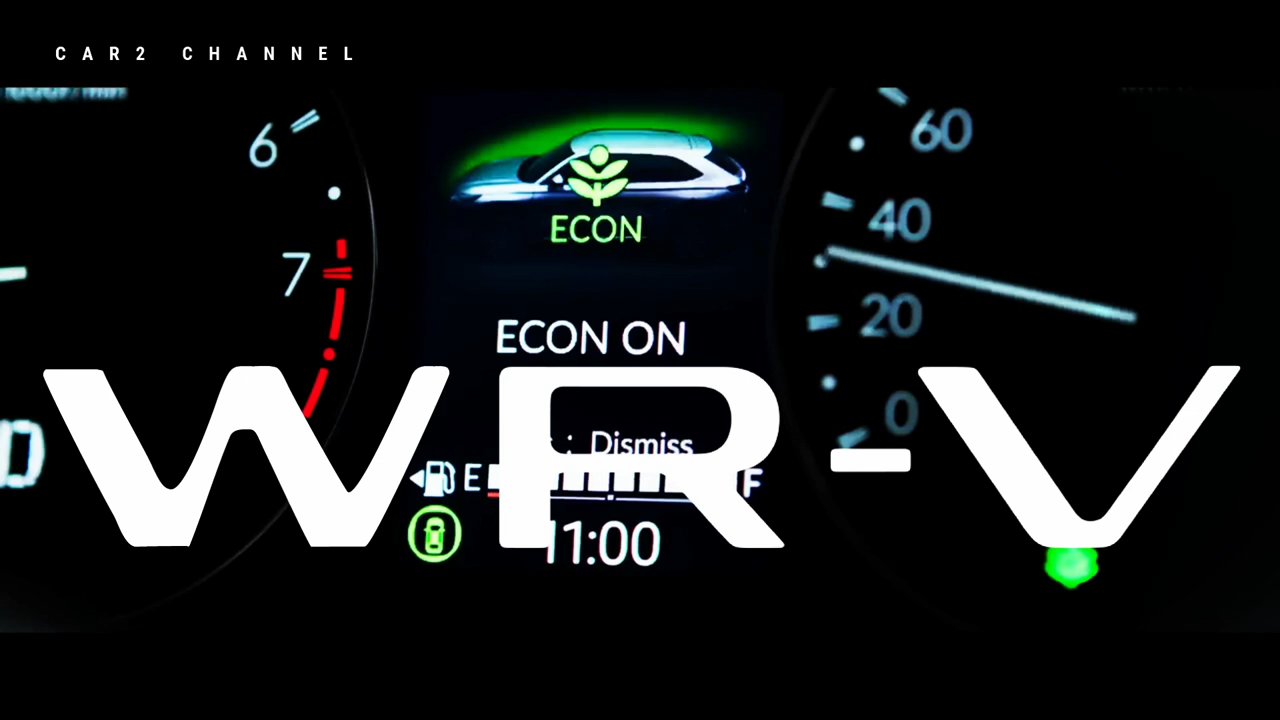 CAR2 CHANNEL
60
6
40
ECON
7
20
ECON ON
WR-V
0
: Dismiss
E F
11:00